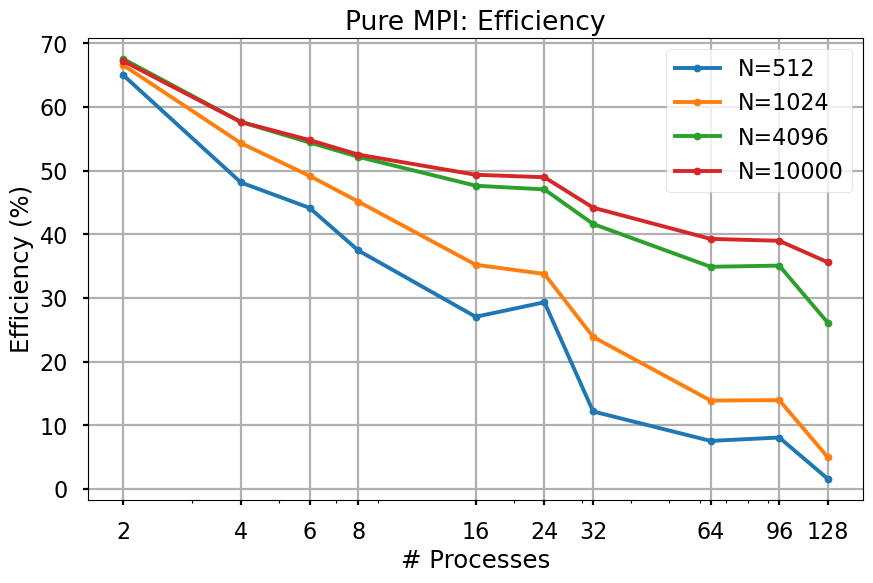 Pure MPI: Efficiency
Efficiency (%)
70
60
50
40
30
20
10
0
N=512
N=1024
N=4096
N=10000
2 4 6 8 16 24 32 64 96 128
# Processes